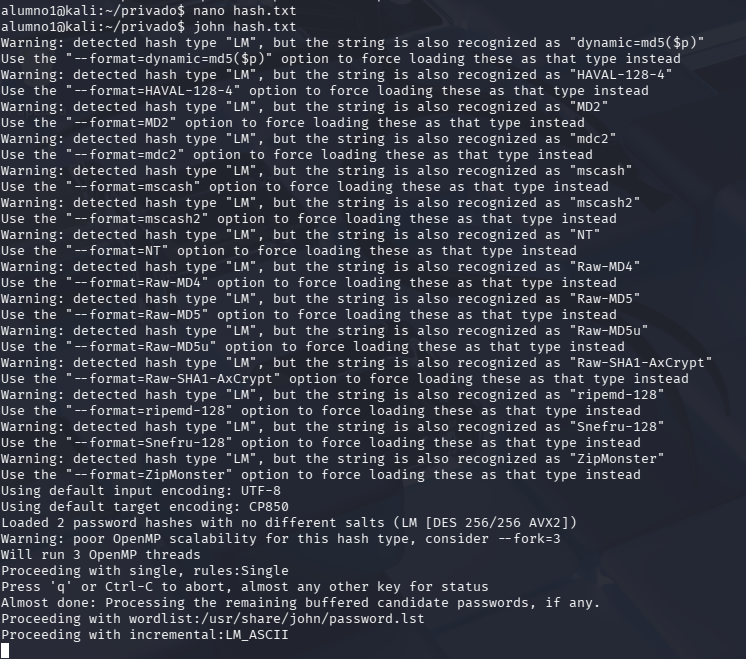 alumno1@kali:~/privado$ nano hash.txt
alumno1@kali:~/privado$ john hash.txt
Warning: detected hash type "LM", but the string is also recognized as "dynamic=md5($p)"
Use the "--format=dynamic=md5($p)" option to force loading these as that type instead
Warning: detected hash type "LM", but the string is also recognized as "HAVAL-128-4"
Use the "--format=HAVAL-128-4" option to force loading these as that type instead
Warning: detected hash type "LM", but the string is also recognized as "MD2"
Use the "--format=MD2" option to force loading these as that type instead
Warning: detected hash type "LM", but the string is also recognized as "mdc2"
Use the "--format=mdc2" option to force loading these as that type instead
Warning: detected hash type "LM", but the string is also recognized as "mscash"
Use the "--format=mscash" option to force loading these as that type instead
Warning: detected hash type "LM", but the string is also recognized as "mscash2"
Use the "--format=mscash2" option to force loading these as that type instead
Warning: detected hash type "LM", but the string is also recognized as "NT"
Use the "--format=NT" option to force loading these as that type instead
Warning: detected hash type "LM", but the string is also recognized as "Raw-MD4"
Use the "--format=Raw-MD4" option to force loading these as that type instead
Warning: detected hash type "LM", but the string is also recognized as "Raw-MD5"
Use the "--format=Raw-MD5" option to force loading these as that type instead
Warning: detected hash type "LM", but the string is also recognized as "Raw-MD5u"
Use the "--format=Raw-MD5u" option to force loading these as that type instead
Warning: detected hash type "LM", but the string is also recognized as "Raw-SHA1-AxCrypt"
Use the "--format=Raw-SHA1-AxCrypt" option to force loading these as that type instead
Warning: detected hash type "LM", but the string is also recognized as "ripemd-128"
Use the "--format=ripemd-128" option to force loading these as that type instead
Warning: detected hash type "LM", but the string is also recognized as "Snefru-128"
Use the "--format=Snefru-128" option to force loading these as that type instead
Warning: detected hash type "LM", but the string is also recognized as "ZipMonster"
Use the "--format=ZipMonster" option to force loading these as that type instead
Using default input encoding: UTF-8
Using default target encoding: CP850
Loaded 2 password hashes with no different salts (LM [DES 256/256 AVX2])
Warning: poor OpenMP scalability for this hash type, consider --fork=3
Will run 3 OpenMP threads
Proceeding with single, rules:Single
Press 'q' or Ctrl-C to abort, almost any other key for status
Almost done: Processing the remaining buffered candidate passwords, if any.
Proceeding with wordlist:/usr/share/john/password.lst
Proceeding with incremental:LM_ASCII